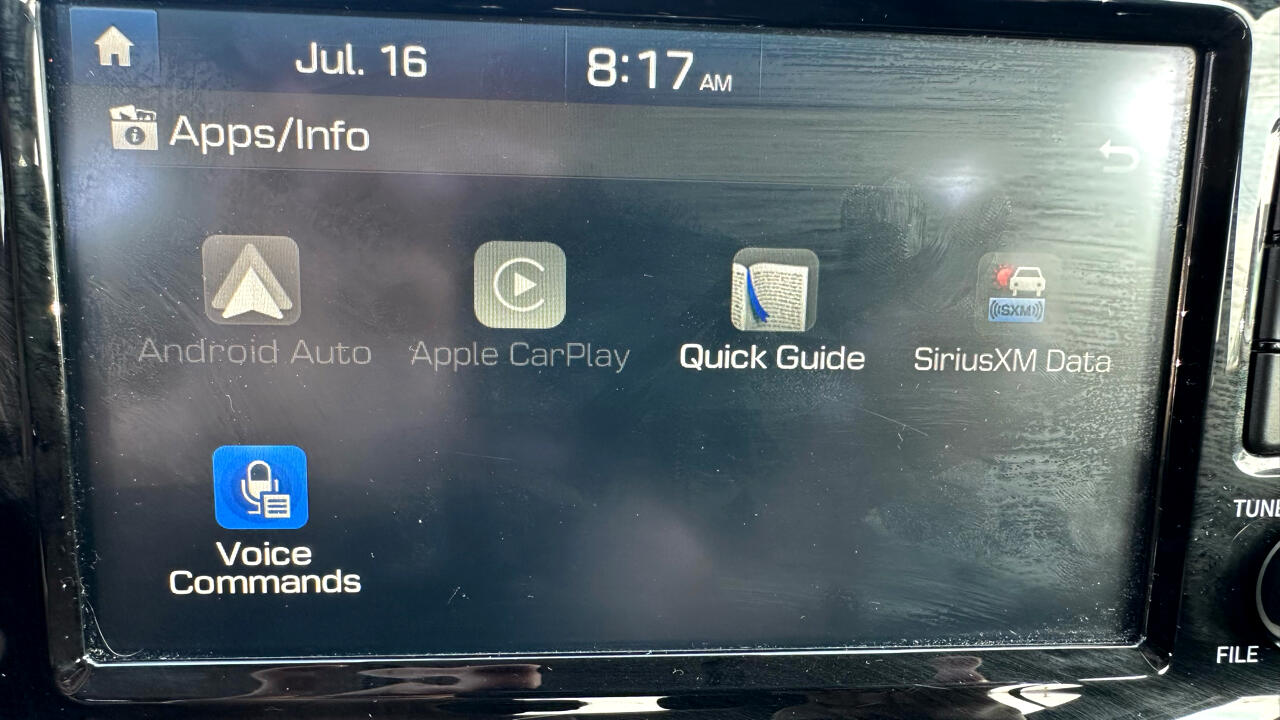 Jul. 16
8:17 AM
Apps/Info
Android Auto
Apple CarPlay
Quick Guide
SiriusXM Data
((SXM))
Voice
Commands
TUNE
FILE